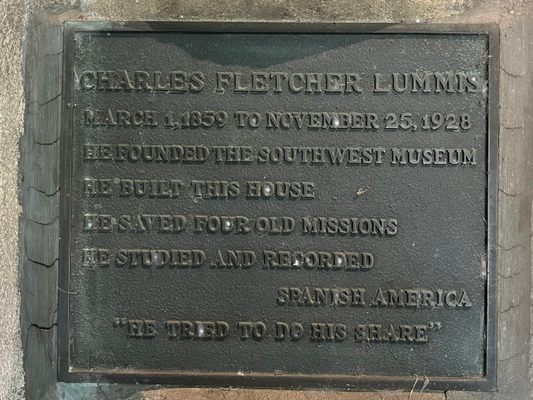 CHARLES FLETCHER LUMMIS
MARCH 1, 1859 TO NOVEMBER 25, 1928
HE FOUNDED THE SOUTHWEST MUSEUM
HE BUILT THIS HOUSE
HE SAVED FOUR OLD MISSIONS
HE STUDIED AND RECORDED
SPANISH AMERICA
"HE TRIED TO DO HIS SHARE"